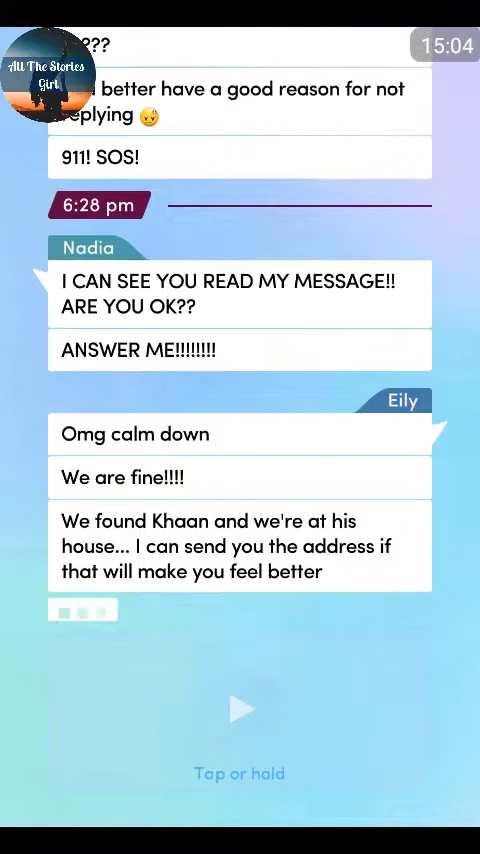 ???
15:04
All The Stories
Girl
better have a good reason for not
replying
911! SOS!
6:28 pm
Nadia
I CAN SEE YOU READ MY MESSAGE!!
ARE YOU OK??
ANSWER ME!!!!!!!!
Eily
Omg calm down
We are fine!!!!
We found Khaan and we're at his
house... I can send you the address if
that will make you feel better
Tap or hold